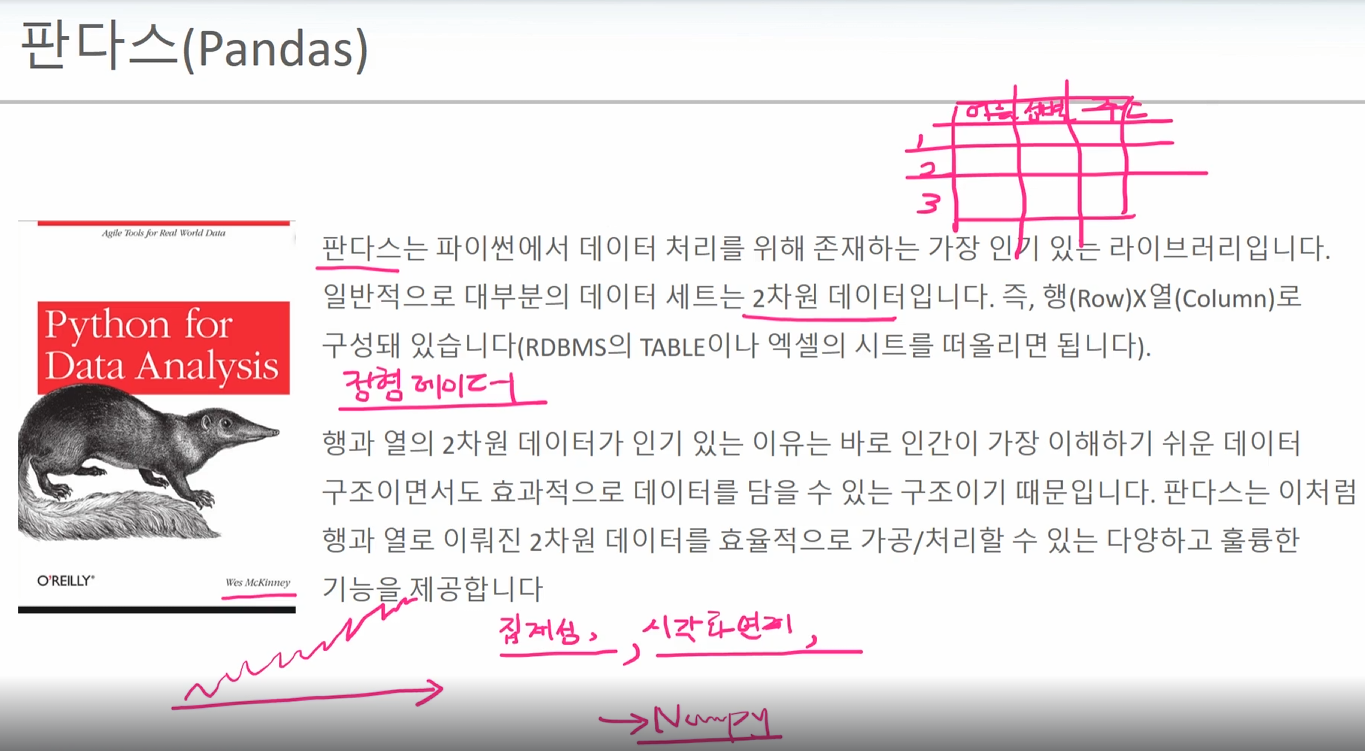 판다스(Pandas)
성별 주소
1
2
3
Agile Tools for Real World Data
Python for
Data Analysis
O'REILLY®
Wes McKinney
판다스는 파이썬에서 데이터 처리를 위해 존재하는 가장 인기 있는 라이브러리입니다.
일반적으로 대부분의 데이터 세트는 2차원 데이터입니다. 즉, 행(Row)X열(Column)로
구성돼 있습니다(RDBMS의 TABLE이나 엑셀의 시트를 떠올리면 됩니다).
정형 데이터
행과 열의 2차원 데이터가 인기 있는 이유는 바로 인간이 가장 이해하기 쉬운 데이터
구조이면서도 효과적으로 데이터를 담을 수 있는 구조이기 때문입니다. 판다스는 이처럼
행과 열로 이뤄진 2차원 데이터를 효율적으로 가공/처리할 수 있는 다양하고 훌륭한
기능을 제공합니다
시각화연계,
→Numpy